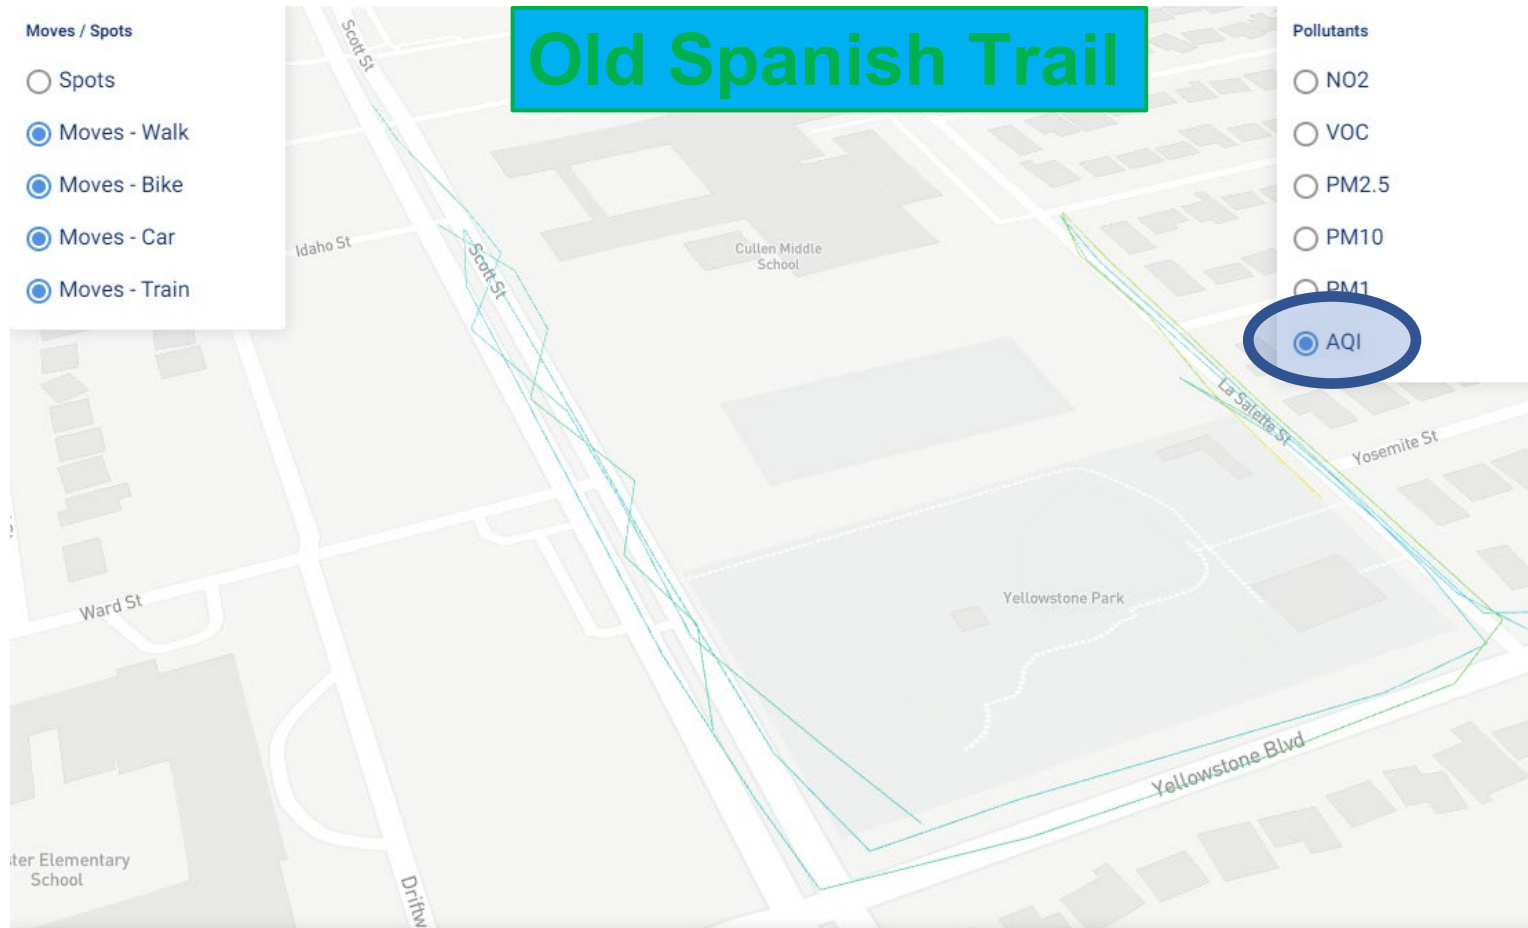 Old Spanish Trail
Moves / Spots
Spots
Moves - Walk
Moves - Bike
Moves - Car
Moves - Train
Pollutants
NO2
VOC
PM2.5
PM10
PM1
AQI
Scott St
Idaho St
Scott St
Cullen Middle
School
La Salette St
Yosemite St
Ward St
Yellowstone Park
Yellowstone Blvd
ter Elementary
School
Driftw